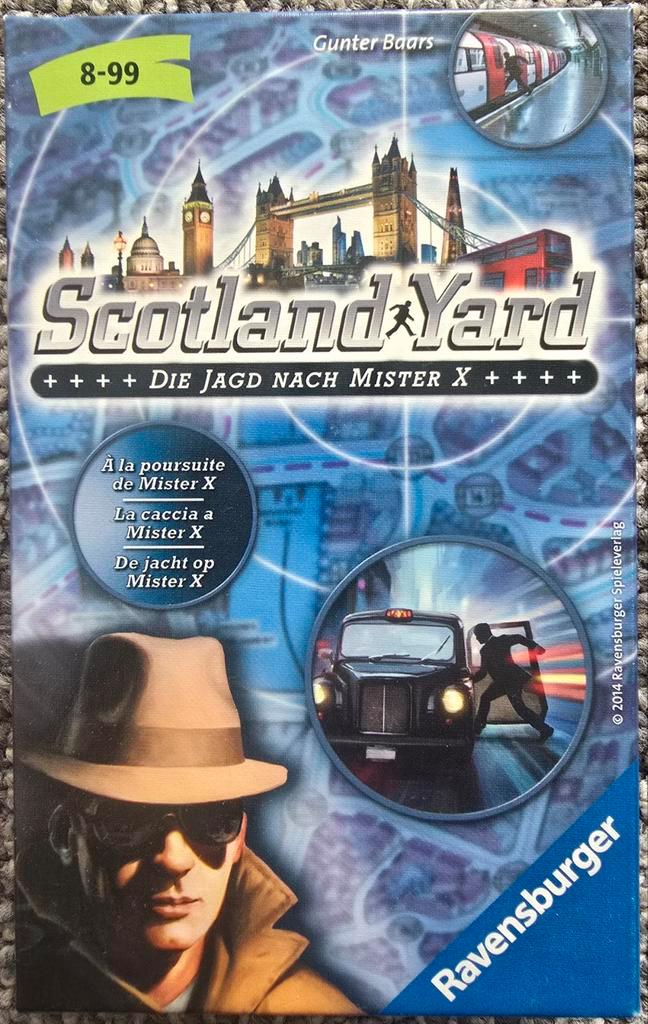 8-99
Gunter Baars
Scotland Yard
++++ Die Jagd nach Mister X ++++
À la poursuite
de Mister X
La caccia a
Mister X
De jacht op
Mister X
© 2014 Ravensburger Spieleverlag
Ravensburger